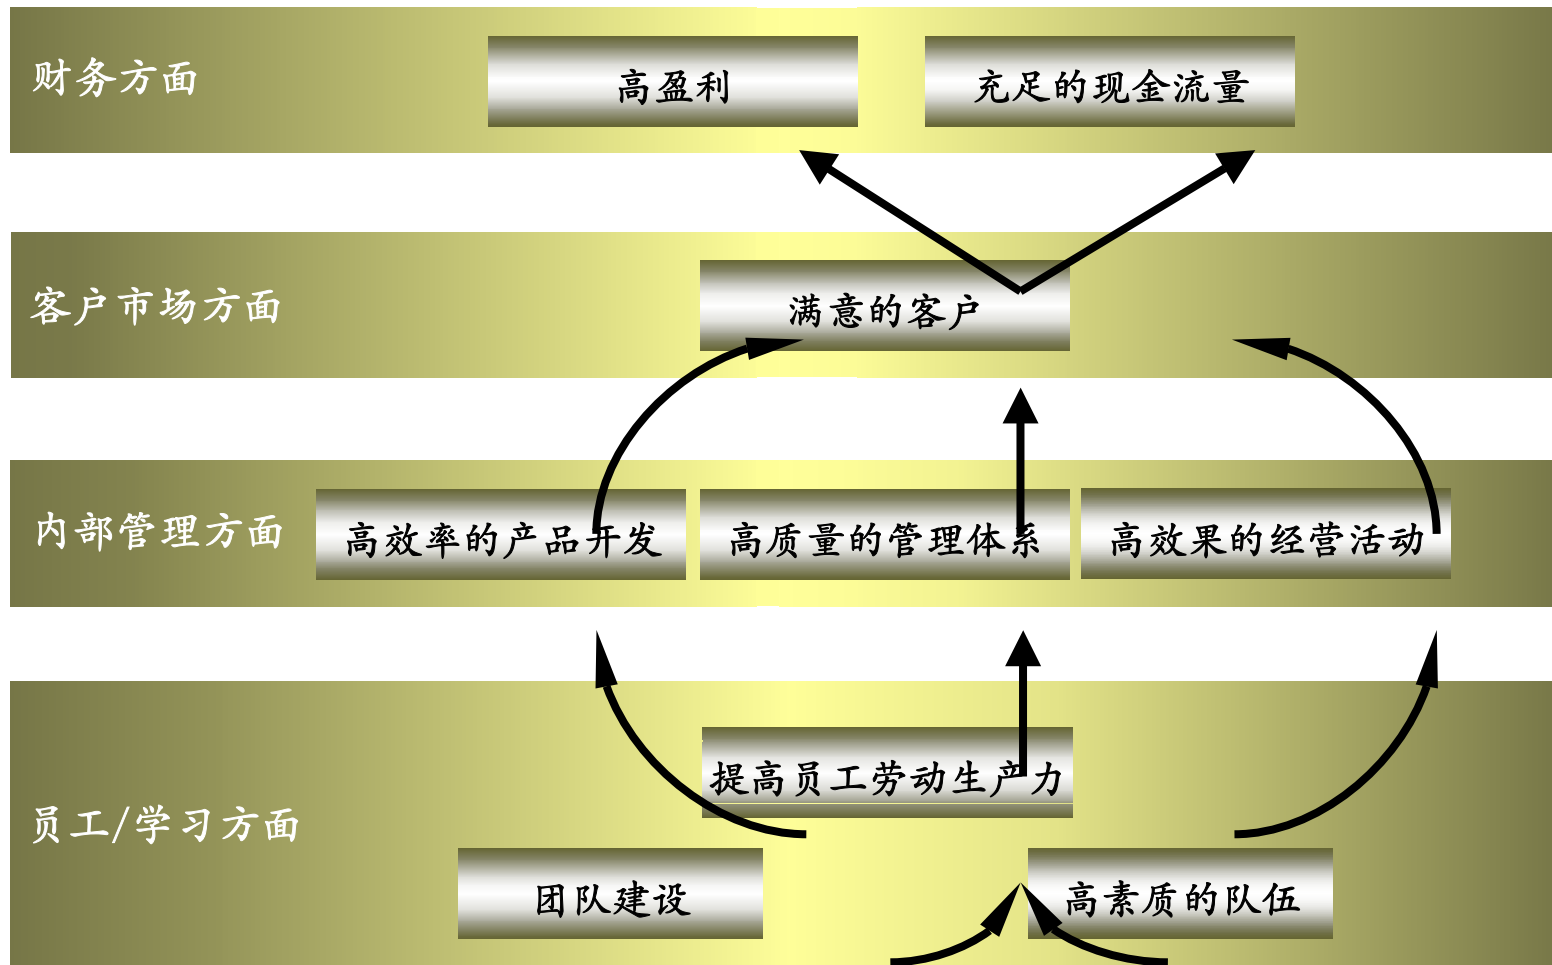 财务方面
高盈利
充足的现金流量
客户市场方面
满意的客户
内部管理方面
高效率的产品开发
高质量的管理体系
高效果的经营活动
提高员工劳动生产力
员工/学习方面
团队建设
高素质的队伍